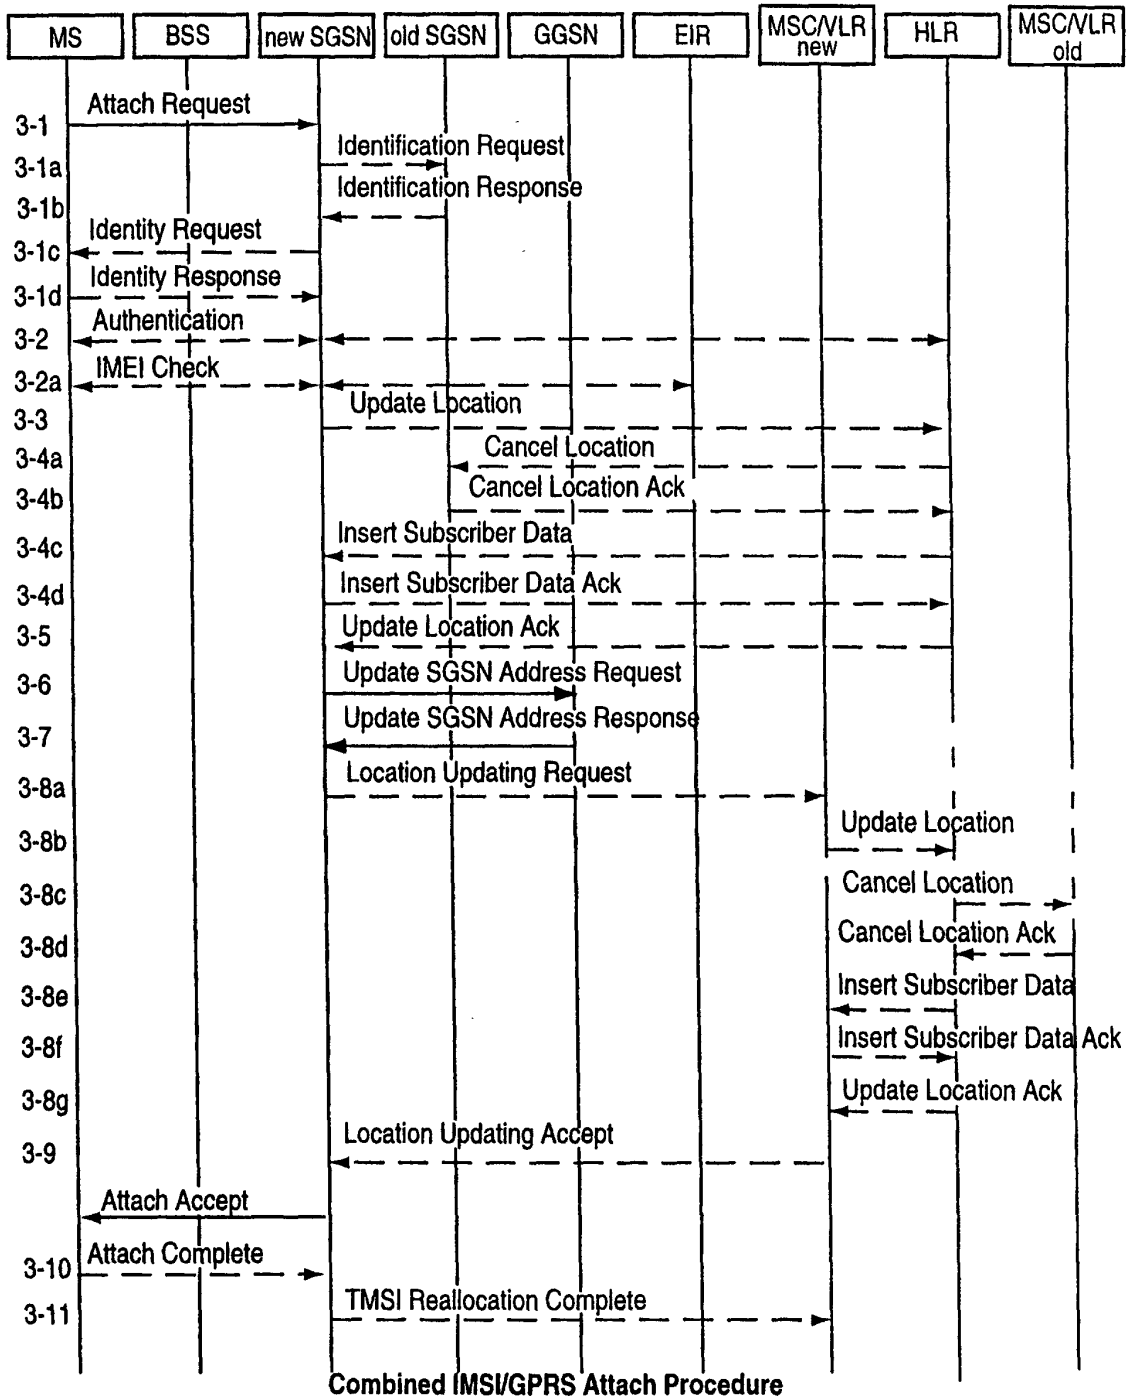 MS BSS new SGSN old SGSN GGSN EIR MSC/VLR new HLR MSC/VLR old
Attach Request
3-1
Identification Request
3-1a
Identification Response
3-1b
Identity Request
3-1c
Identity Response
3-1d
Authentication
3-2
IMEI Check
3-2a
Update Location
3-3
Cancel Location
3-4a
Cancel Location Ack
3-4b
Insert Subscriber Data
3-4c
Insert Subscriber Data Ack
3-4d
Update Location Ack
3-5
Update SGSN Address Request
3-6
Update SGSN Address Response
3-7
Location Updating Request
3-8a
Update Location
3-8b
Cancel Location
3-8c
Cancel Location Ack
3-8d
Insert Subscriber Data
3-8e
Insert Subscriber Data Ack
3-8f
Update Location Ack
3-8g
Location Updating Accept
3-9
Attach Accept
Attach Complete
3-10
TMSI Reallocation Complete
3-11
Combined IMSI/GPRS Attach Procedure